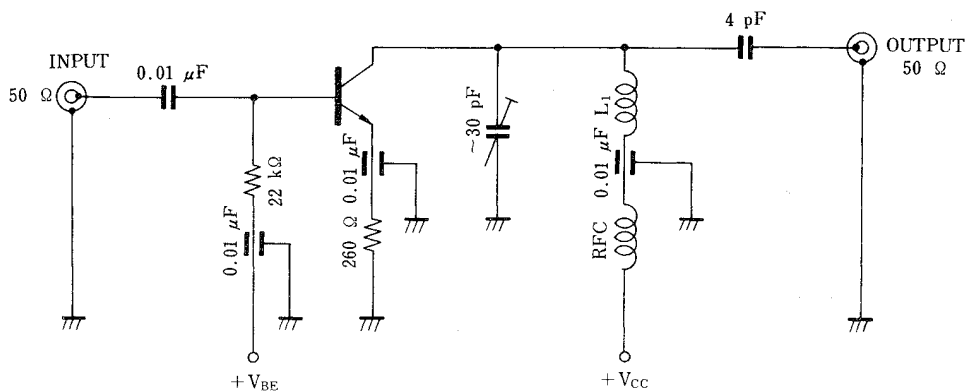 INPUT
50 Ω
0.01 μF
22 kΩ
0.01 μF
0.01 μF
260 Ω
~30 pF
L₁
0.01 μF
RFC
4 pF
OUTPUT
50 Ω
+ V_BE
+ V_CC